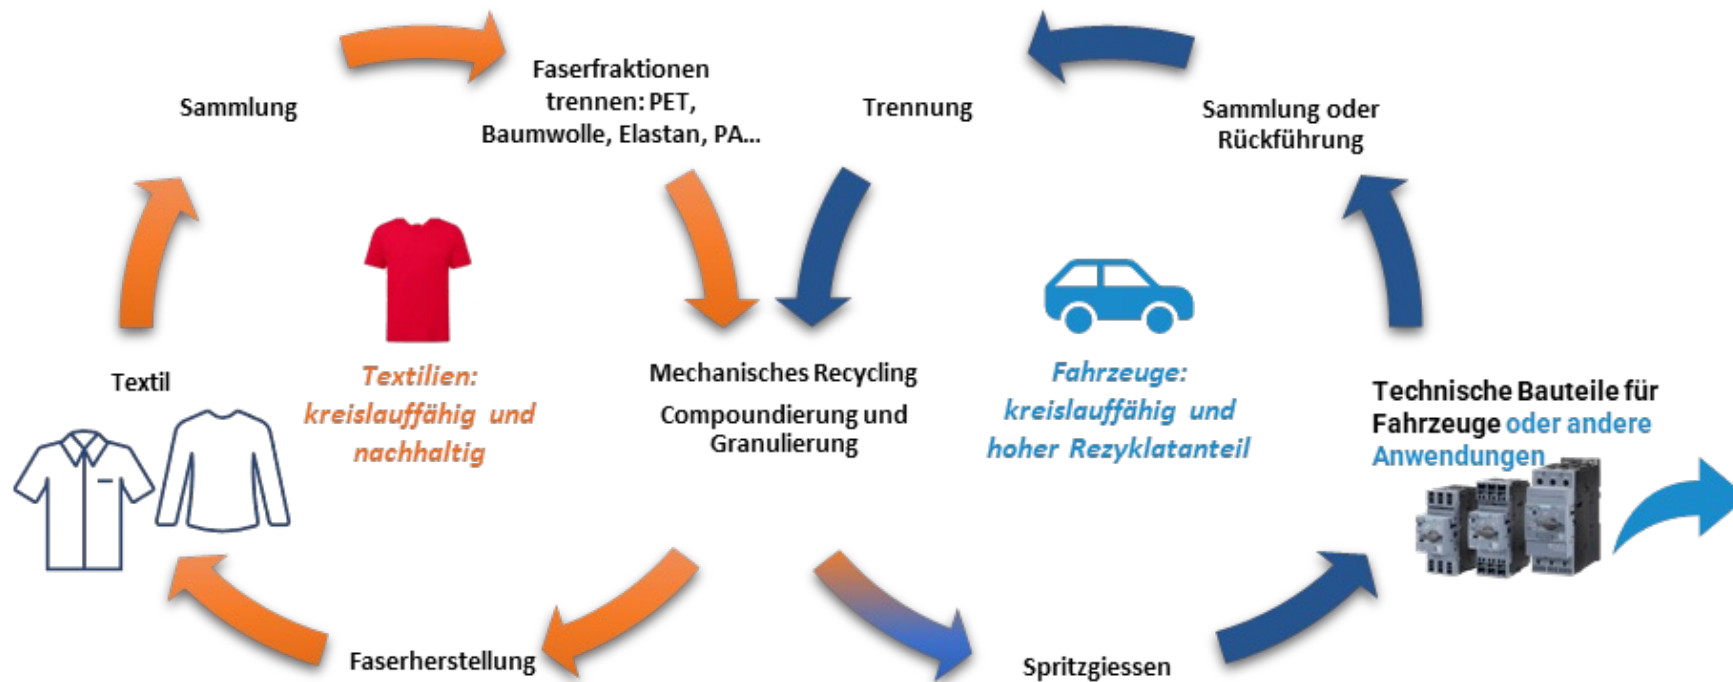 Sammlung
Faserfraktionen
trennen: PET,
Baumwolle, Elastan, PA...
Trennung
Sammlung oder
Rückführung
Textil
Textilien:
kreislauffähig und
nachhaltig
Mechanisches Recycling
Compoundierung und
Granulierung
Fahrzeuge:
kreislauffähig und
hoher Rezyklatanteil
Technische Bauteile für
Fahrzeuge oder andere
Anwendungen
Faserherstellung
Spritzgiessen